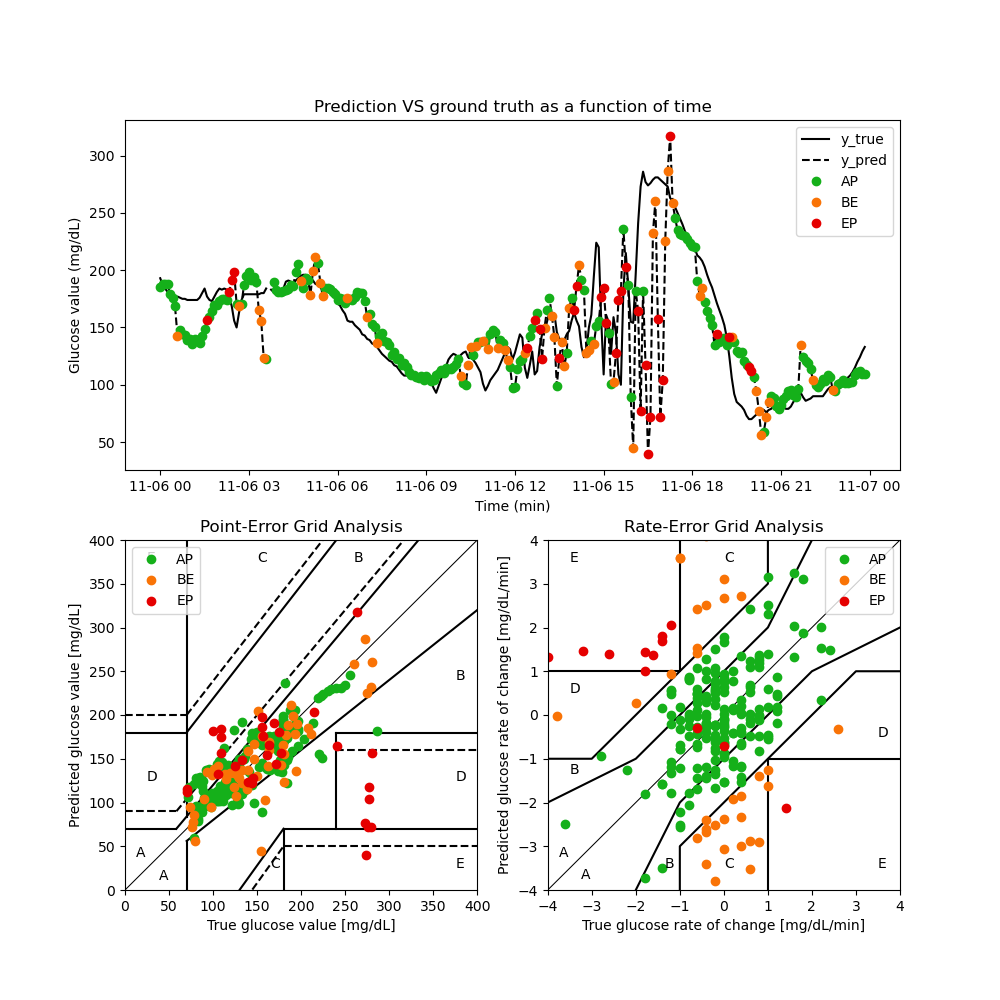 Prediction VS ground truth as a function of time
Glucose value (mg/dL)
300
250
200
150
100
50
y_true
y_pred
AP
BE
EP
11-06 00 11-06 03 11-06 06 11-06 09 11-06 12 11-06 15 11-06 18 11-06 21 11-07 00
Time (min)
Point-Error Grid Analysis
Predicted glucose value [mg/dL]
400
350
300
250
200
150
100
50
0
AP
BE
EP
C
B
B
D
D
A
A
C
E
0 50 100 150 200 250 300 350 400
True glucose value [mg/dL]
Rate-Error Grid Analysis
Predicted glucose rate of change [mg/dL/min]
4
3
2
1
0
−1
−2
−3
−4
E
C
AP
BE
EP
D
D
B
A
A
B
C
E
−4 −3 −2 −1 0 1 2 3 4
True glucose rate of change [mg/dL/min]